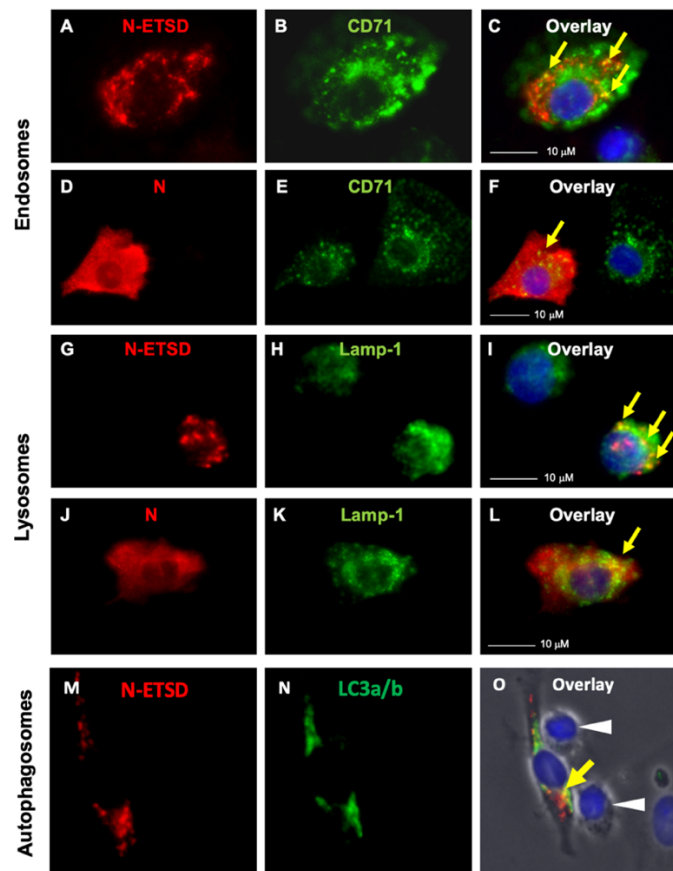 Endosomes
A N-ETSD
B CD71
C Overlay
10 µM
D N
E CD71
F Overlay
10 µM
Lysosomes
G N-ETSD
H Lamp-1
I Overlay
10 µM
J N
K Lamp-1
L Overlay
10 µM
Autophagosomes
M N-ETSD
N LC3a/b
O Overlay